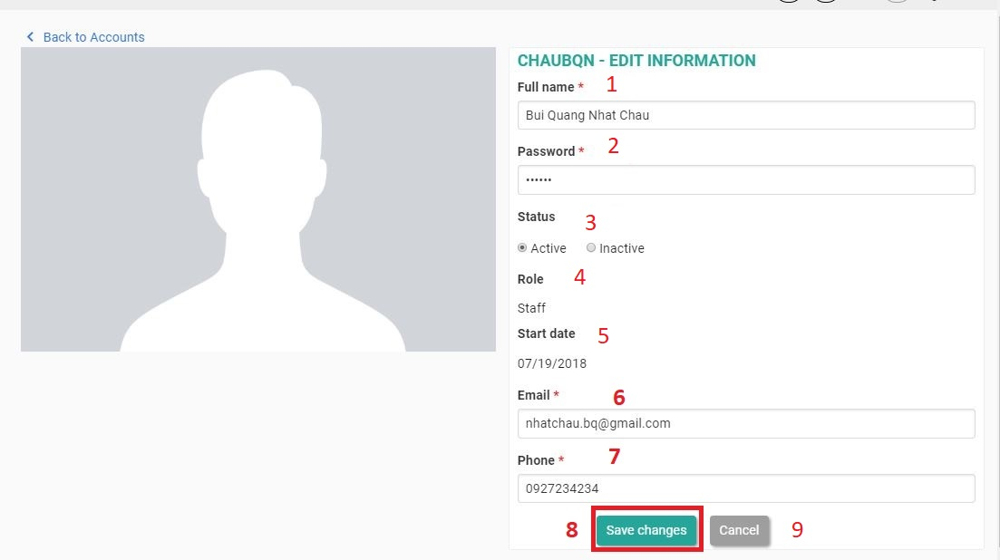 Back to Accounts
CHAUBQN - EDIT INFORMATION
Full name * 1
Bui Quang Nhat Chau
Password * 2
••••••
Status 3
Active Inactive
Role 4
Staff
Start date 5
07/19/2018
Email * 6
nhatchau.bq@gmail.com
Phone * 7
0927234234
8 Save changes Cancel 9